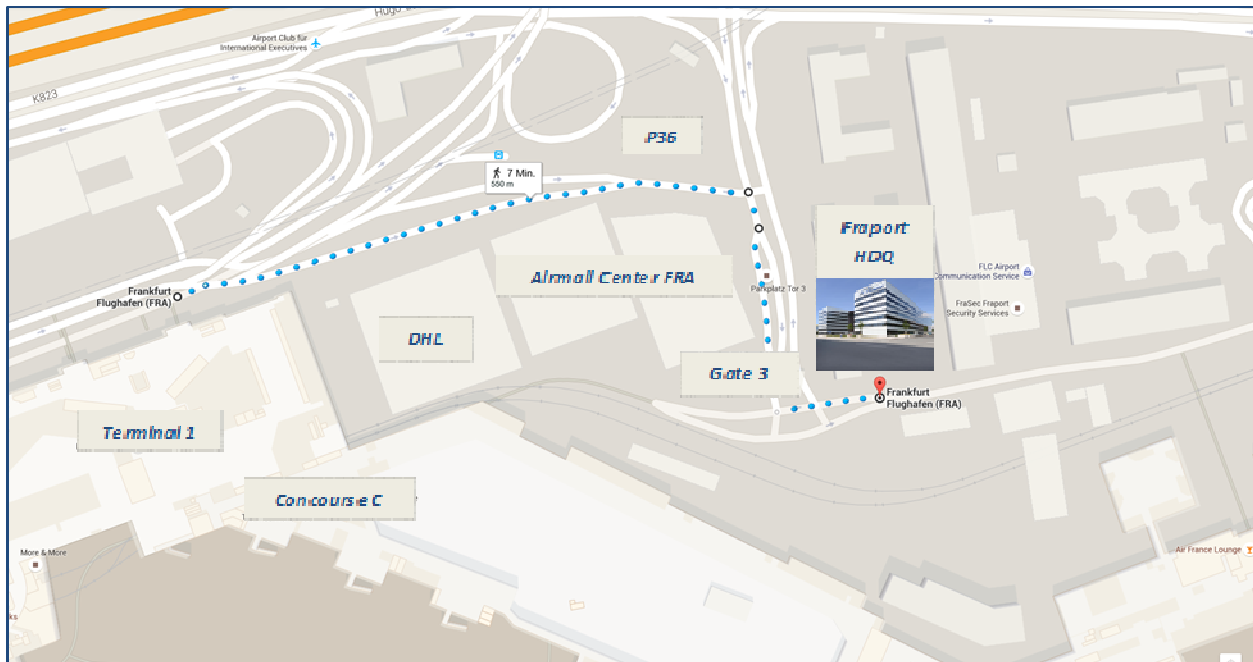 Airport Club für
International Executives
K823
P36
7 Min.
550 m
Fraport
HDQ
Airmail Center FRA
FLC Airport
Communication Service
Frankfurt
Flughafen (FRA)
Parkplatz Tor 3
FraSec Fraport
Security Services
DHL
Gate 3
Frankfurt
Flughafen (FRA)
Terminal 1
Concourse C
More & More
Air France Lounge